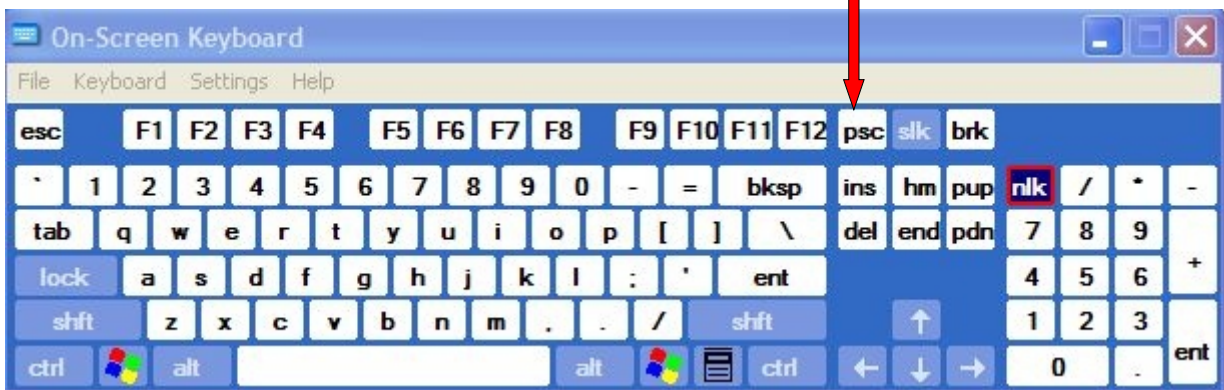 On-Screen Keyboard
File Keyboard Settings Help
esc F1 F2 F3 F4 F5 F6 F7 F8 F9 F10 F11 F12 psc slk brk
` 1 2 3 4 5 6 7 8 9 0 - = bksp ins hm pup nlk / * -
tab q w e r t y u i o p [ ] \ del end pdn 7 8 9 +
lock a s d f g h j k l ; ' ent 4 5 6
shft z x c v b n m , . / shft ↑ 1 2 3 ent
ctrl alt alt ctrl ← ↓ → 0 .